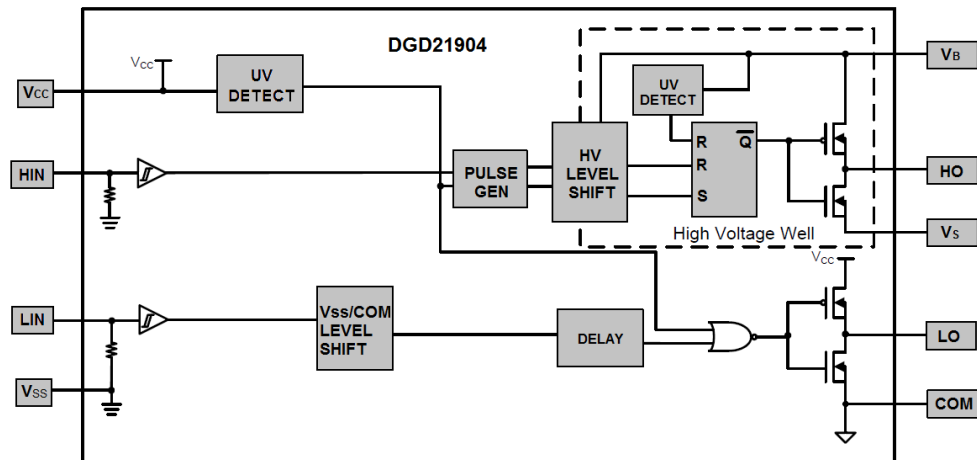 DGD21904
VCC
UV
DETECT
VB
VCC
UV
DETECT
HIN
PULSE
GEN
HV
LEVEL
SHIFT
R
R
S
Q
HO
VS
High Voltage Well
VCC
LIN
VSS
Vss/COM
LEVEL
SHIFT
DELAY
LO
COM